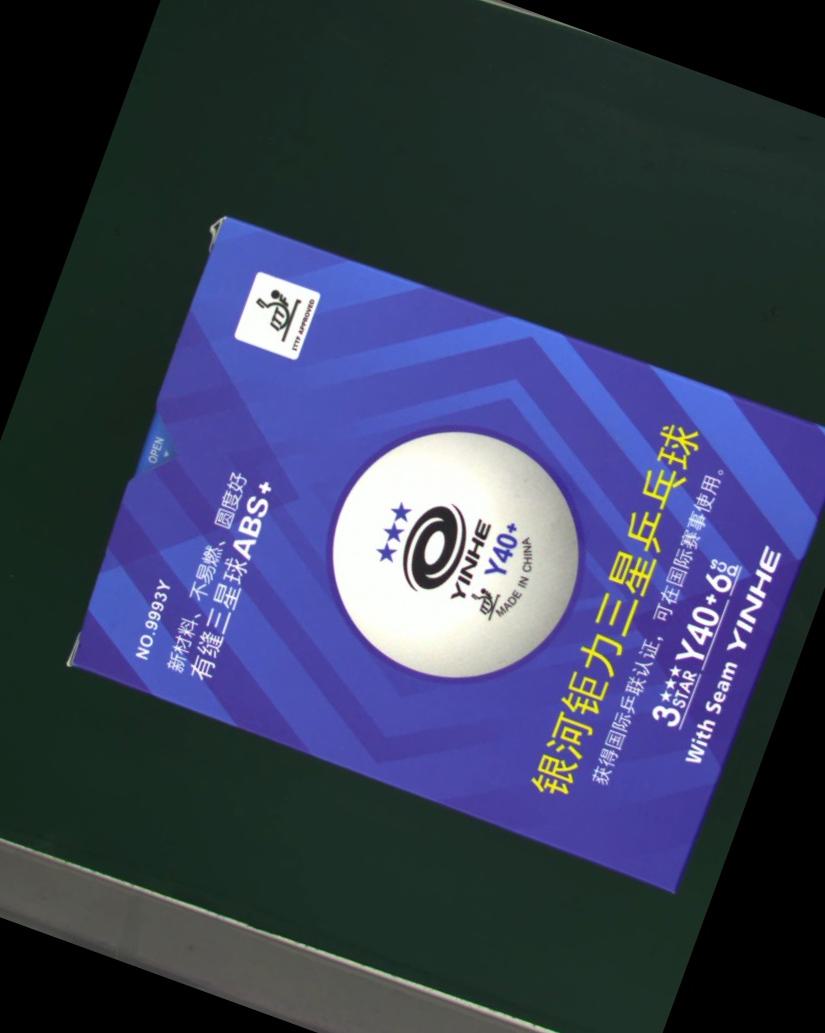 NO.9993Y
新材料、不易燃、圆度好
有缝三星球ABS+
OPEN
ITTF APPROVED
ITTF
★★★
YINHE
Y40+
MADE IN CHINA
银河钜力三星乒乓球
获得国际乒联认证，可在国际赛事使用。
3★★★STAR Y40+
With Seam YINHE